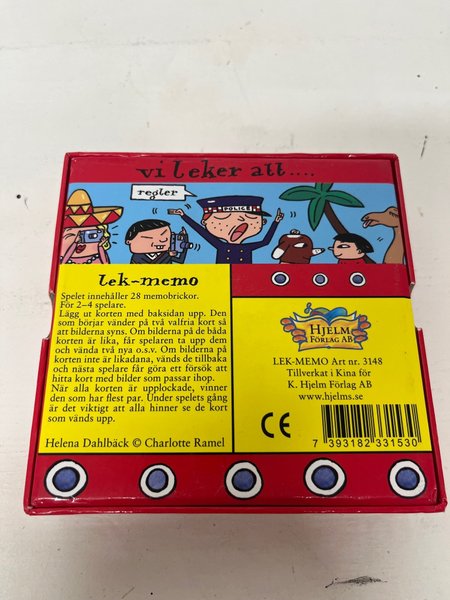 vi leker att....
regler
POLICE
lek-memo
Spelet innehåller 28 memobrickor.
För 2–4 spelare.
Lägg ut korten med baksidan upp. Den
som börjar vänder på två valfria kort så
att bilderna syns. Om bilderna på de båda
korten är lika, får spelaren ta upp dem
och vända två nya o.s.v. Om bilderna på
korten inte är likadana, vänds de tillbaka
och nästa spelare får göra ett försök att
hitta kort med bilder som passar ihop.
När alla korten är upplockade, vinner
den som har flest par. Under spelets gång
är det viktigt att alla hinner se de kort
som vänds upp.
Helena Dahlbäck © Charlotte Ramel
HJELM
FÖRLAG AB
LEK-MEMO Art nr. 3148
Tillverkat i Kina för
K. Hjelm Förlag AB
www.hjelms.se
CE
7 393182 331530